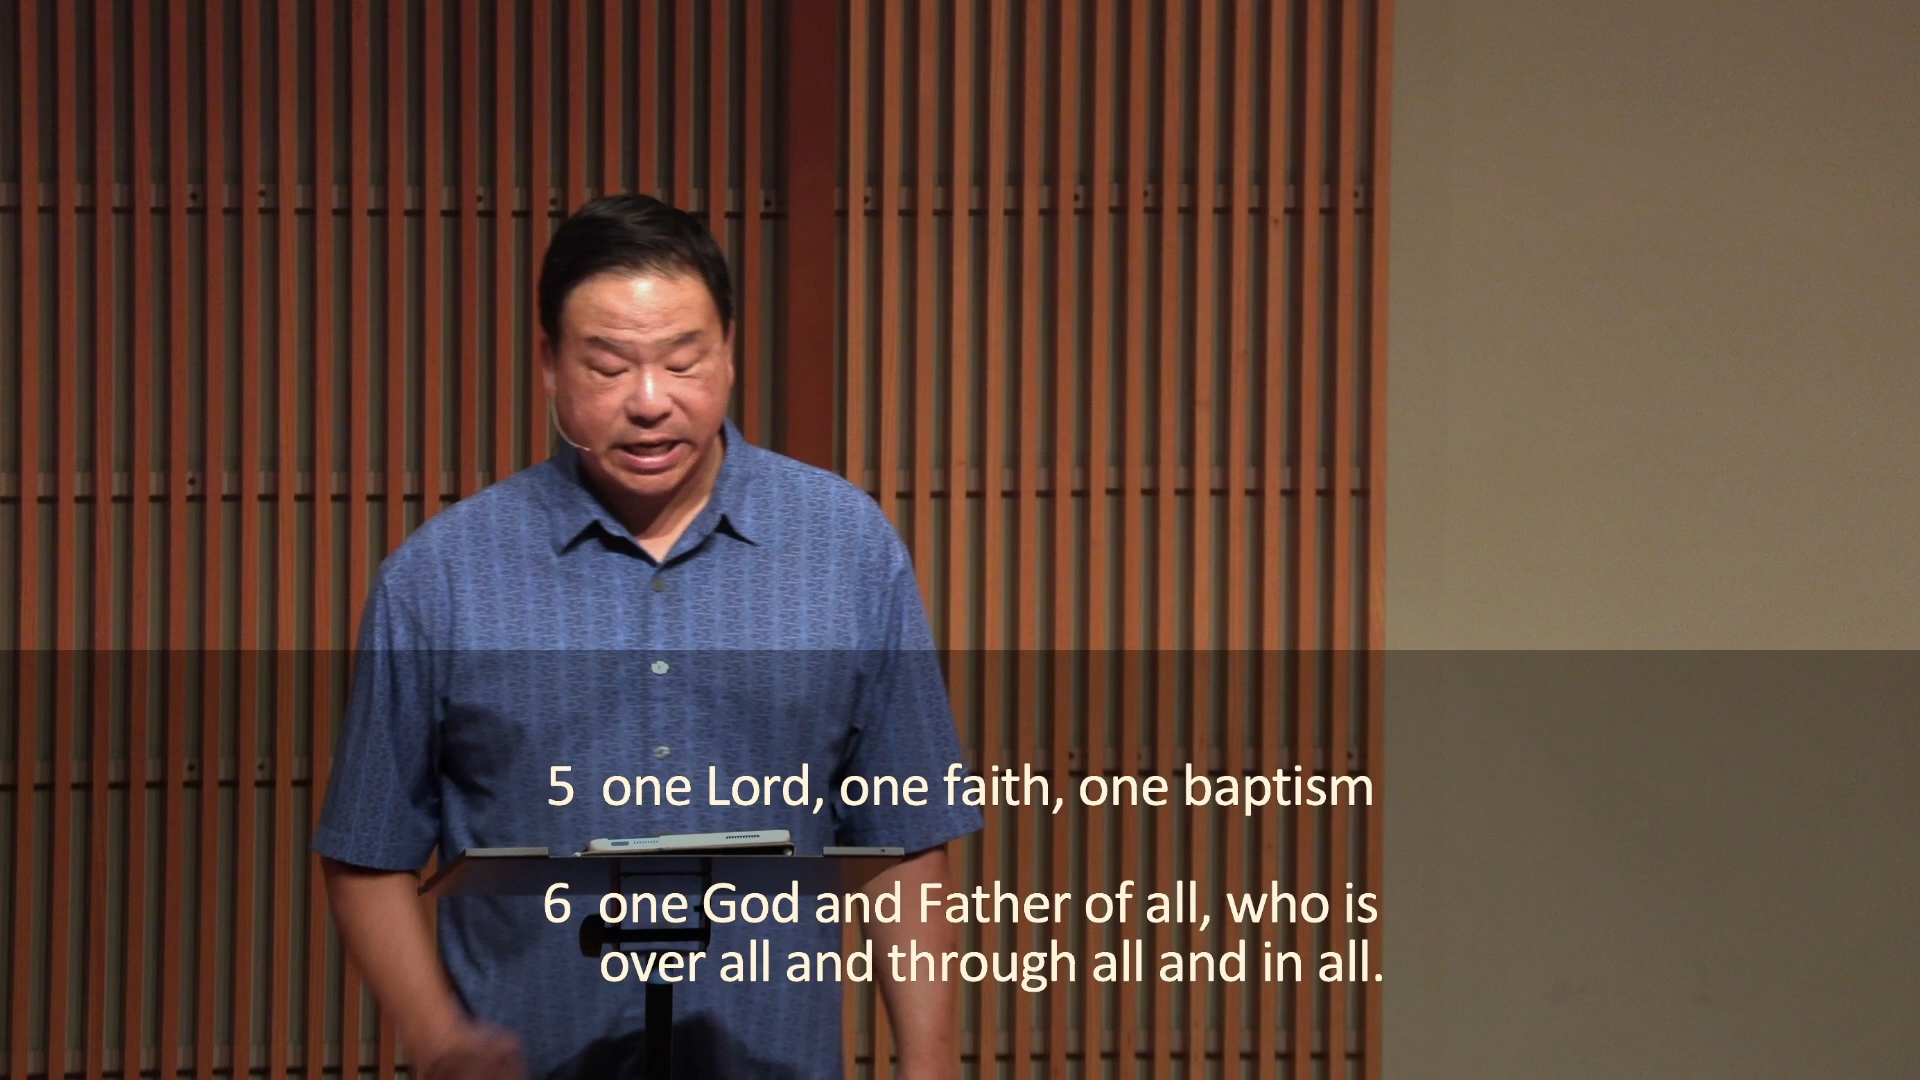 5 one Lord, one faith, one baptism
6 one God and Father of all, who is
over all and through all and in all.